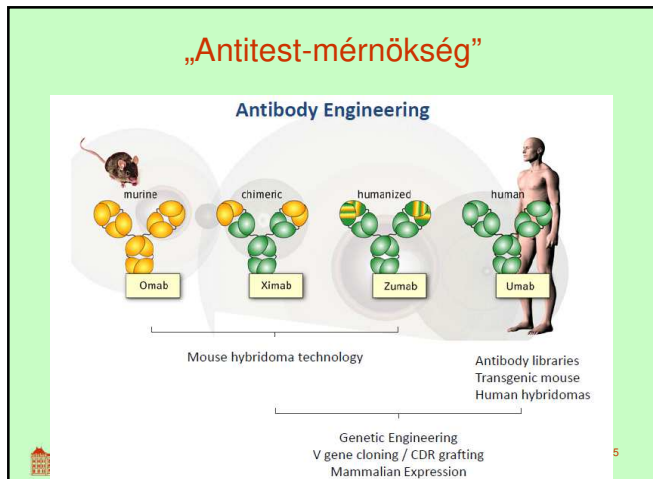 „Antitest-mérnökség”
Antibody Engineering
murine chimeric humanized human
Omab Ximab Zumab Umab
Mouse hybridoma technology
Antibody libraries
Transgenic mouse
Human hybridomas
Genetic Engineering
V gene cloning / CDR grafting
Mammalian Expression
5